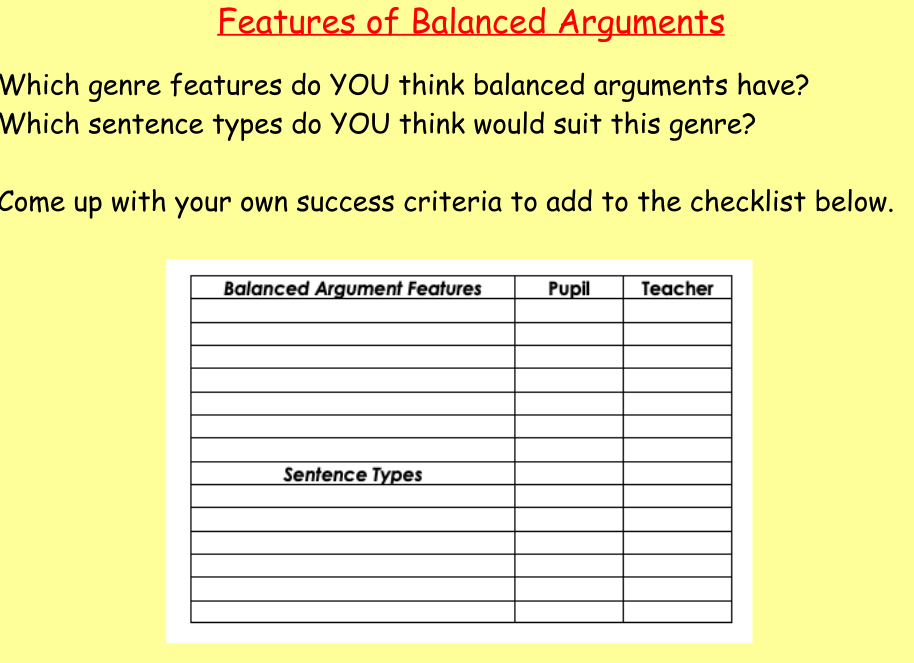 Features of Balanced Arguments
Which genre features do YOU think balanced arguments have?
Which sentence types do YOU think would suit this genre?
Come up with your own success criteria to add to the checklist below.
Balanced Argument Features Pupil Teacher
Sentence Types